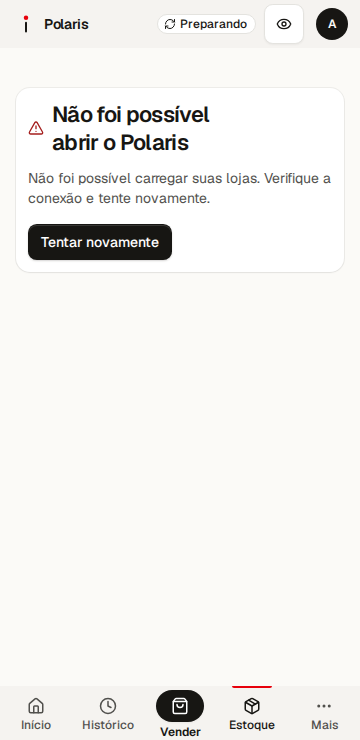 Polaris
Preparando
A
Não foi possível
abrir o Polaris
Não foi possível carregar suas lojas. Verifique a
conexão e tente novamente.
Tentar novamente
Início
Histórico
Vender
Estoque
Mais